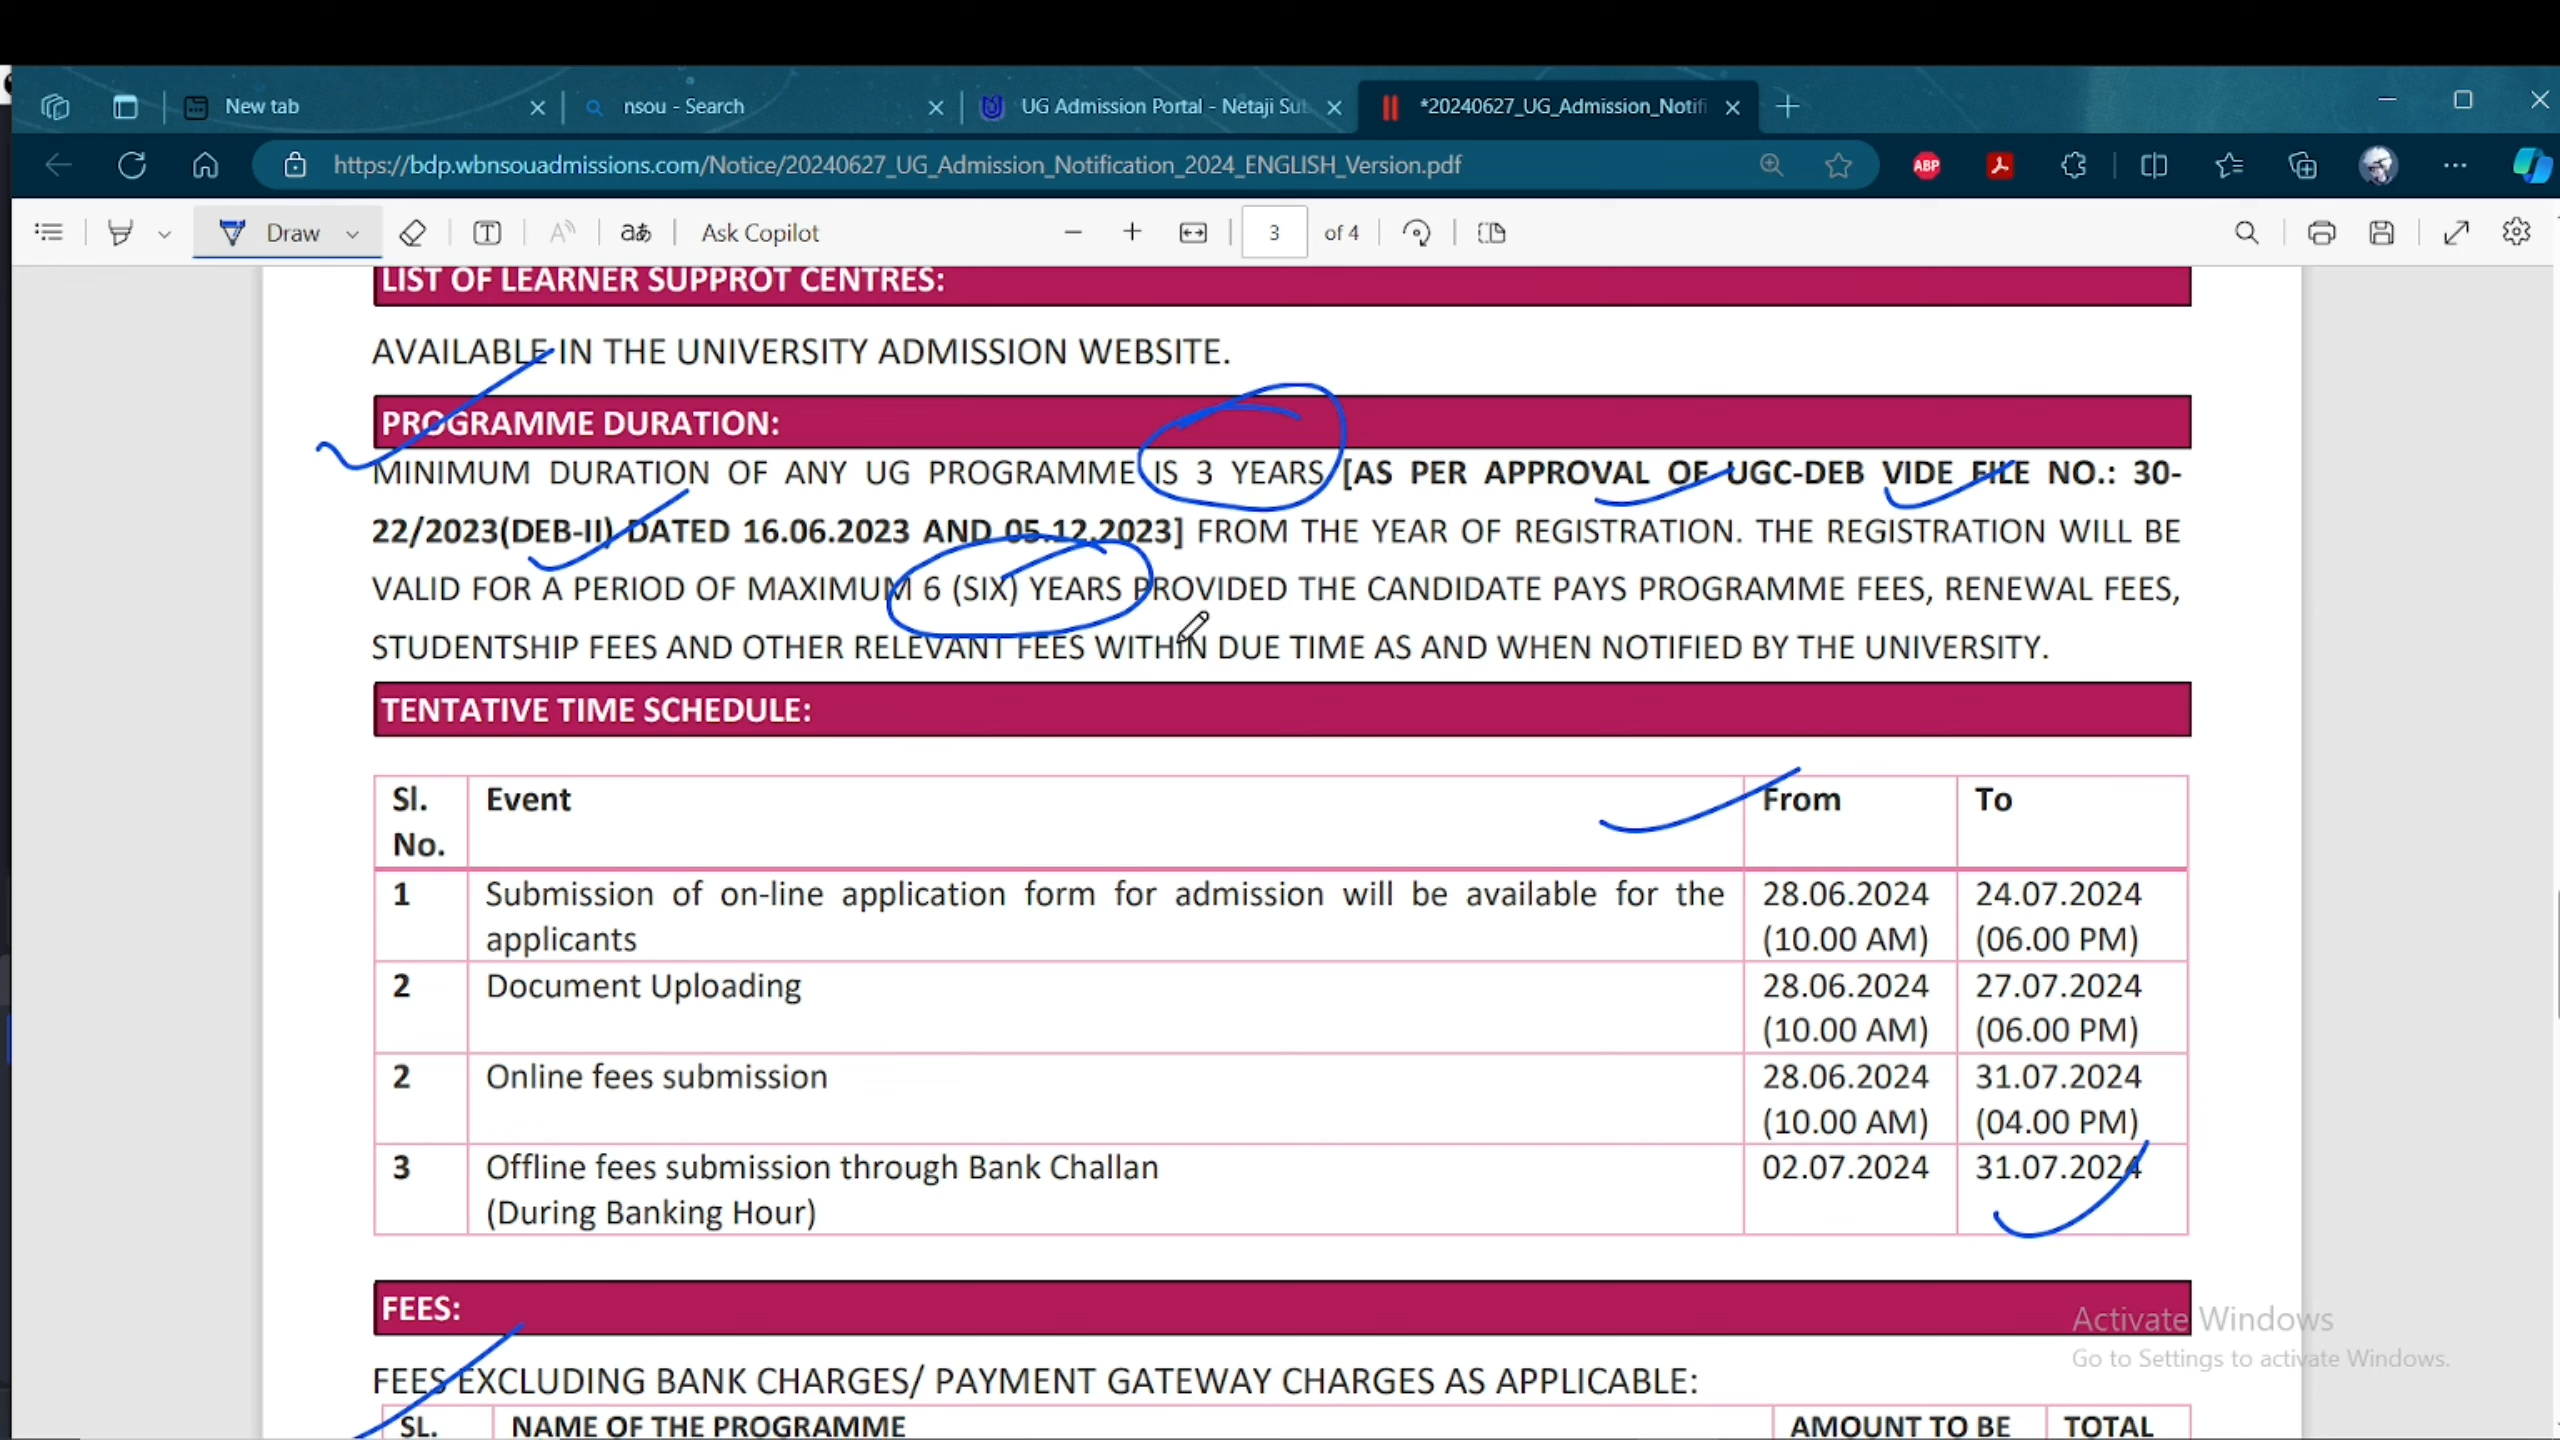 New tab
nsou - Search
UG Admission Portal - Netaji Sub
*20240627_UG_Admission_Notifi
https://bdp.wbnsouadmissions.com/Notice/20240627_UG_Admission_Notification_2024_ENGLISH_Version.pdf
ABP
Draw
T
aあ
Ask Copilot
3 of 4
LIST OF LEARNER SUPPROT CENTRES:
AVAILABLE IN THE UNIVERSITY ADMISSION WEBSITE.
PROGRAMME DURATION:
MINIMUM DURATION OF ANY UG PROGRAMME IS 3 YEARS [AS PER APPROVAL OF UGC-DEB VIDE FILE NO.: 30-
22/2023(DEB-II) DATED 16.06.2023 AND 05.12.2023] FROM THE YEAR OF REGISTRATION. THE REGISTRATION WILL BE
VALID FOR A PERIOD OF MAXIMUM 6 (SIX) YEARS PROVIDED THE CANDIDATE PAYS PROGRAMME FEES, RENEWAL FEES,
STUDENTSHIP FEES AND OTHER RELEVANT FEES WITHIN DUE TIME AS AND WHEN NOTIFIED BY THE UNIVERSITY.
TENTATIVE TIME SCHEDULE:
Sl. No. Event From To
1 Submission of on-line application form for admission will be available for the 28.06.2024 24.07.2024
applicants (10.00 AM) (06.00 PM)
2 Document Uploading 28.06.2024 27.07.2024
(10.00 AM) (06.00 PM)
2 Online fees submission 28.06.2024 31.07.2024
(10.00 AM) (04.00 PM)
3 Offline fees submission through Bank Challan 02.07.2024 31.07.2024
(During Banking Hour)
FEES:
Activate Windows
Go to Settings to activate Windows.
FEES EXCLUDING BANK CHARGES/ PAYMENT GATEWAY CHARGES AS APPLICABLE:
SL. NAME OF THE PROGRAMME AMOUNT TO BE TOTAL